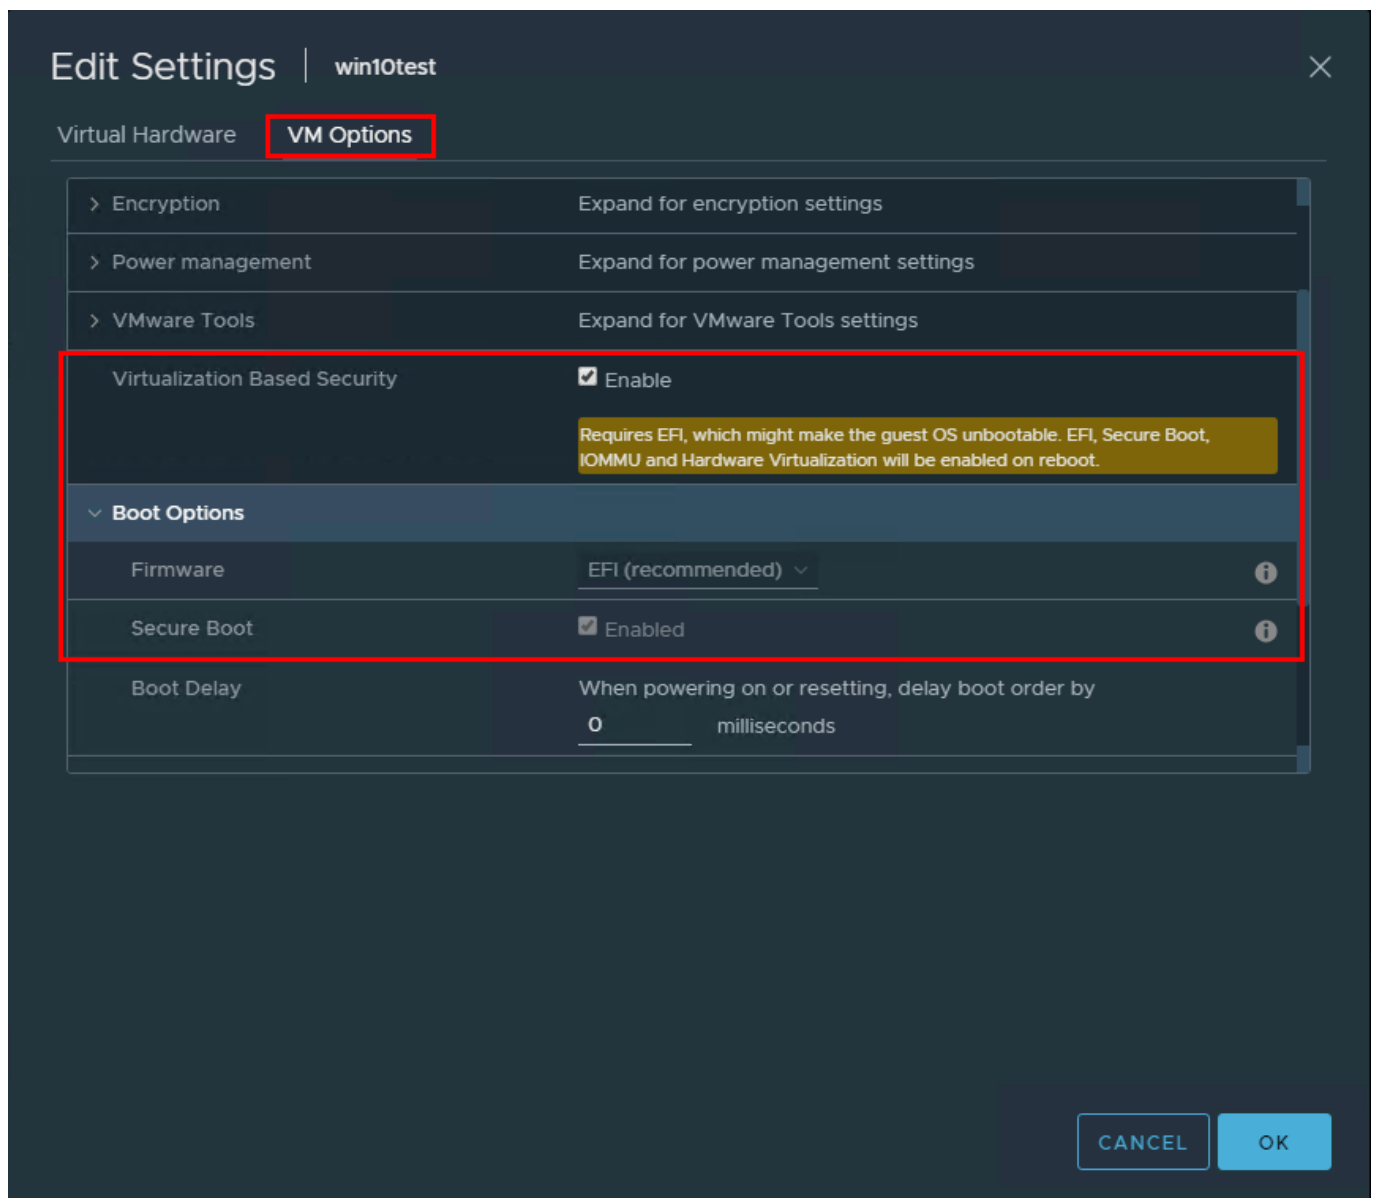 Edit Settings | win10test
Virtual Hardware VM Options
Encryption Expand for encryption settings
Power management Expand for power management settings
VMware Tools Expand for VMware Tools settings
Virtualization Based Security Enable
Requires EFI, which might make the guest OS unbootable. EFI, Secure Boot,
IOMMU and Hardware Virtualization will be enabled on reboot.
Boot Options
Firmware EFI (recommended)
Secure Boot Enabled
Boot Delay When powering on or resetting, delay boot order by
0 milliseconds
CANCEL OK